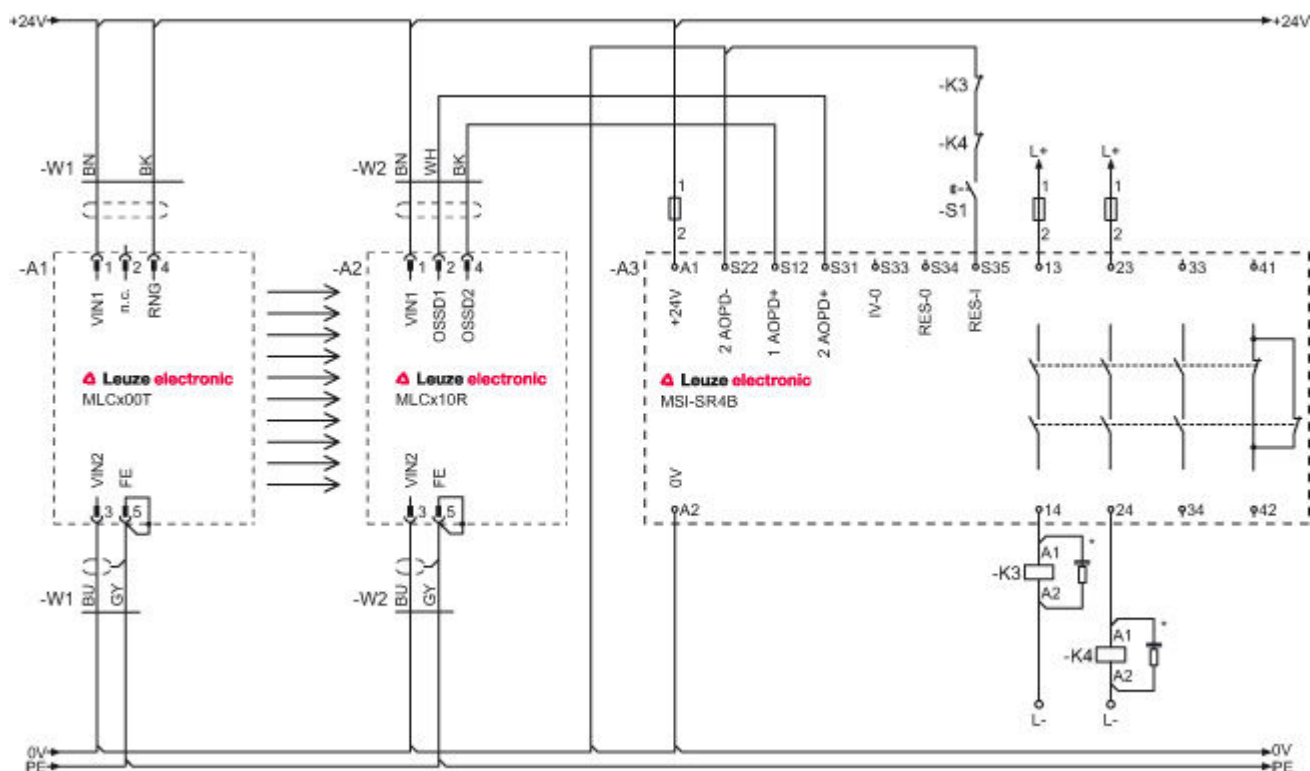 +24V +24V
-K3
-K4
-S1
-W1 BN BK
-W2 BN WH BK
L+ L+
1 1 1
2 2 2
-A1 1 2 4
VIN1 n.c. RNG
-A2 1 2 4
VIN1 OSSD1 OSSD2
-A3 A1 S22 S12 S31 S33 S34 S35 13 23 33 41
+24V 2 AOPD- 1 AOPD+ 2 AOPD+ IV-0 RES-0 RES-I
Leuze electronic
MLCx00T
Leuze electronic
MLCx10R
Leuze electronic
MSI-SR4B
VIN2 FE
3 5
VIN2 FE
3 5
0V
A2 14 24 34 42
-W1 BU GY
-W2 BU GY
-K3 A1 *
A2
-K4 A1 *
A2
L- L-
0V 0V
PE PE